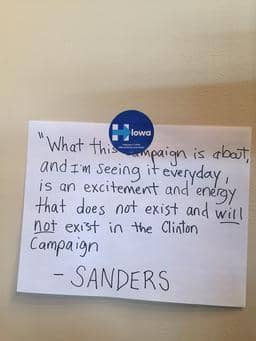 H Iowa
"What this campaign is about,
and I'm seeing it everyday,
is an excitement and energy
that does not exist and will
not exist in the Clinton
Campaign
- SANDERS